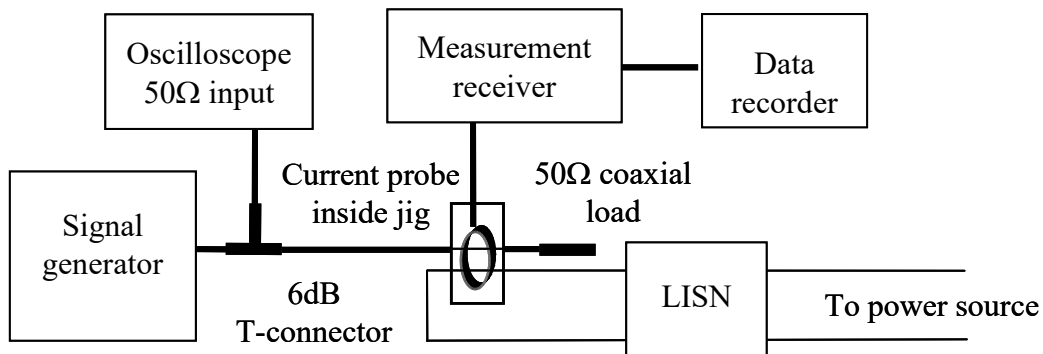 Oscilloscope
50Ω input
Measurement
receiver
Data
recorder
Signal
generator
Current probe
inside jig
50Ω coaxial
load
6dB
T-connector
LISN
To power source